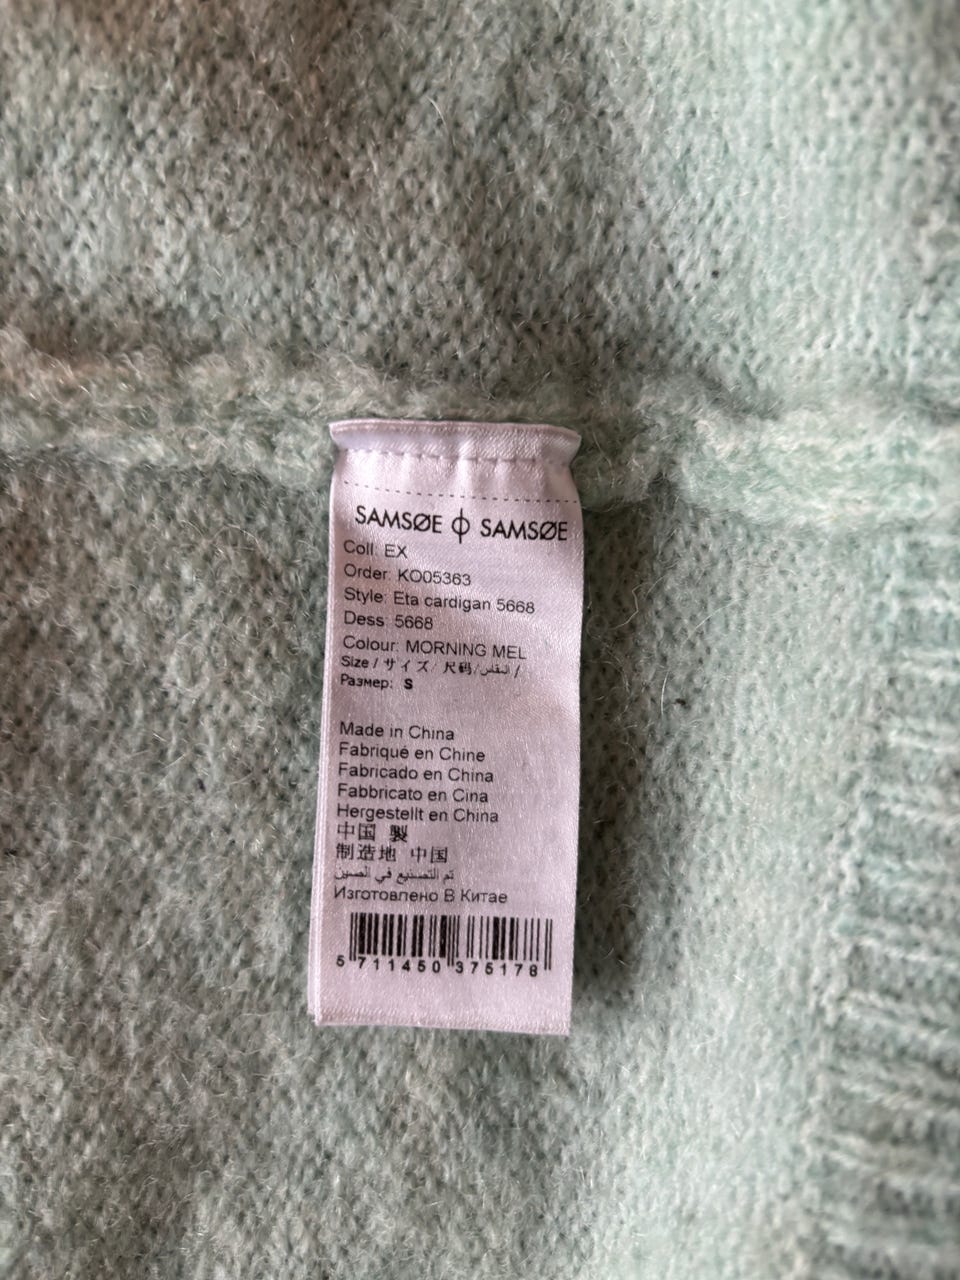 SAMSØE ϕ SAMSØE
Coll: EX
Order: KO05363
Style: Eta cardigan 5668
Dess: 5668
Colour: MORNING MEL
Size / サイズ/ 尺码/المقاس /
Размер: S
Made in China
Fabriqué en Chine
Fabricado en China
Fabbricato en Cina
Hergestellt en China
中国 製
制造地 中国
تم التصنيع في الصين
Изготовлено В Китае
5 711450 375178